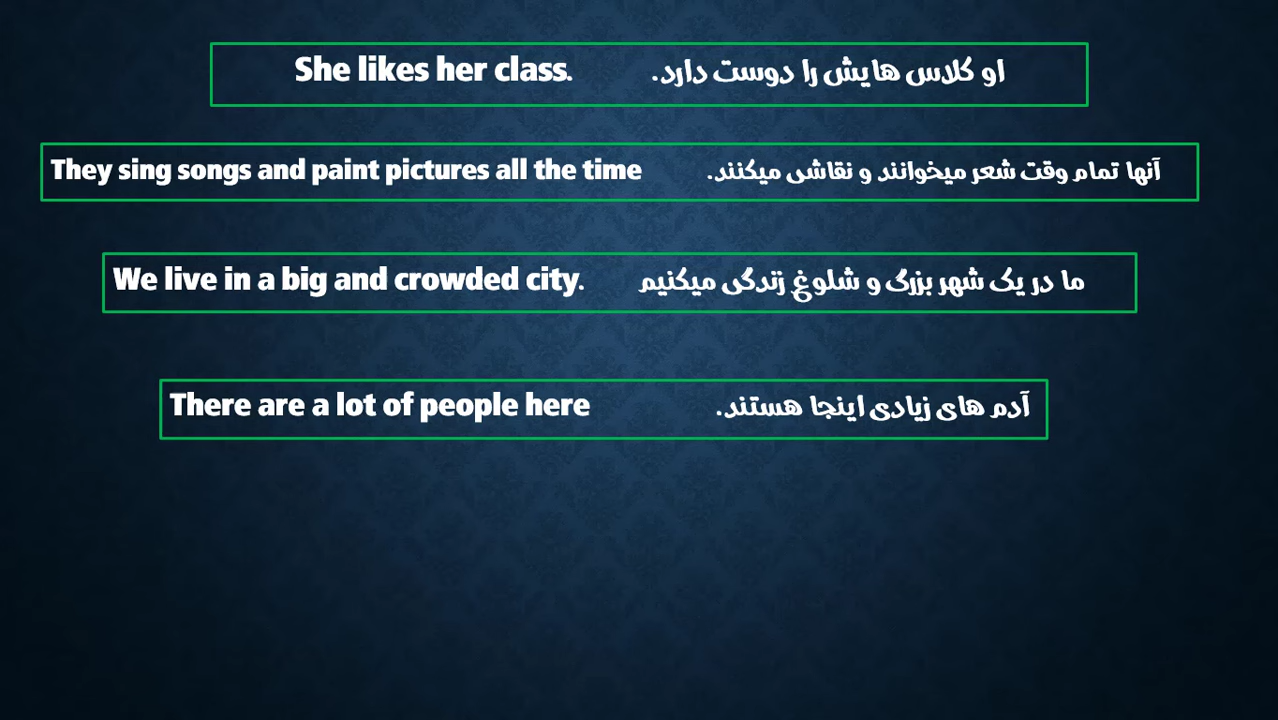 She likes her class. او کلاس هایش را دوست دارد.
They sing songs and paint pictures all the time آنها تمام وقت شعر میخوانند و نقاشی میکنند.
We live in a big and crowded city. ما در یک شهر بزرگ و شلوغ زندگی میکنیم
There are a lot of people here آدم های زیادی اینجا هستند.